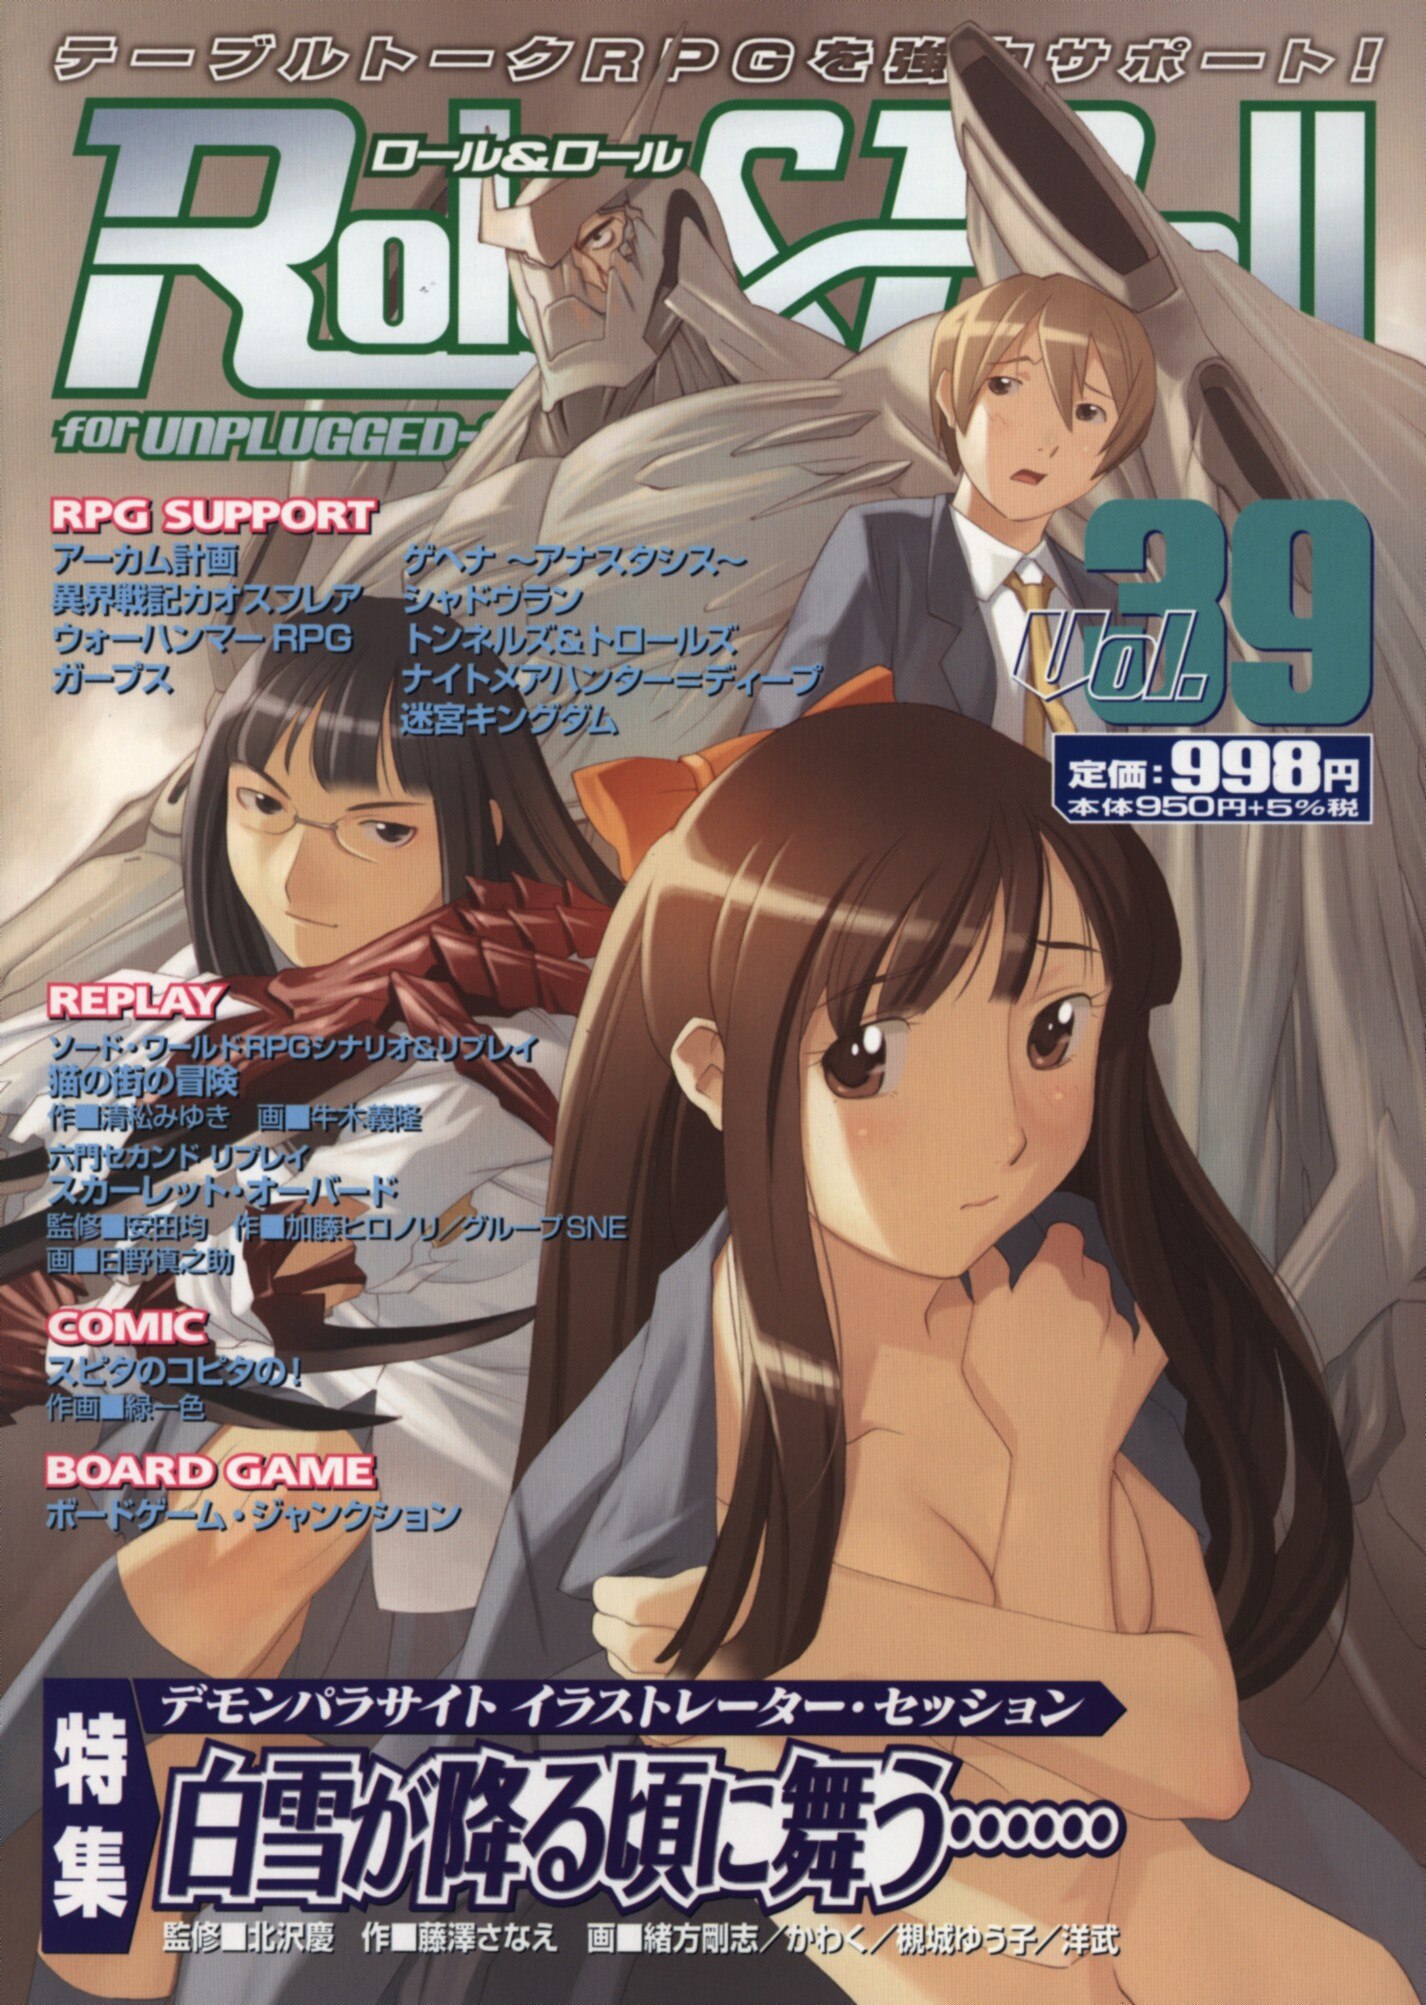 テーブルトークRPGを強力サポート!
Role&Roll
ロール&ロール
for UNPLUGGED-
RPG SUPPORT
アーカム計画
異界戦記カオスフレア
ウォーハンマーRPG
ガープス
ゲヘナ ～アナスタシス～
シャドウラン
トンネルズ&トロールズ
ナイトメアハンター=ディープ
迷宮キングダム
Vol. 39
定価:998円
本体950円+5%税
REPLAY
ソード・ワールドRPGシナリオ&リプレイ
猫の街の冒険
作■清松みゆき 画■牛木義隆
六門セカンド リプレイ
スカーレット・オーバード
監修■安田均 作■加藤ヒロノリ/グループSNE
画■日野慎之助
COMIC
スピタのコピタの!
作画■緑一色
BOARD GAME
ボードゲーム・ジャンクション
特集
デモンパラサイト イラストレーター・セッション
白雪が降る頃に舞う……
監修■北沢慶 作■藤澤さなえ 画■緒方剛志/かわく/槻城ゆう子/洋武